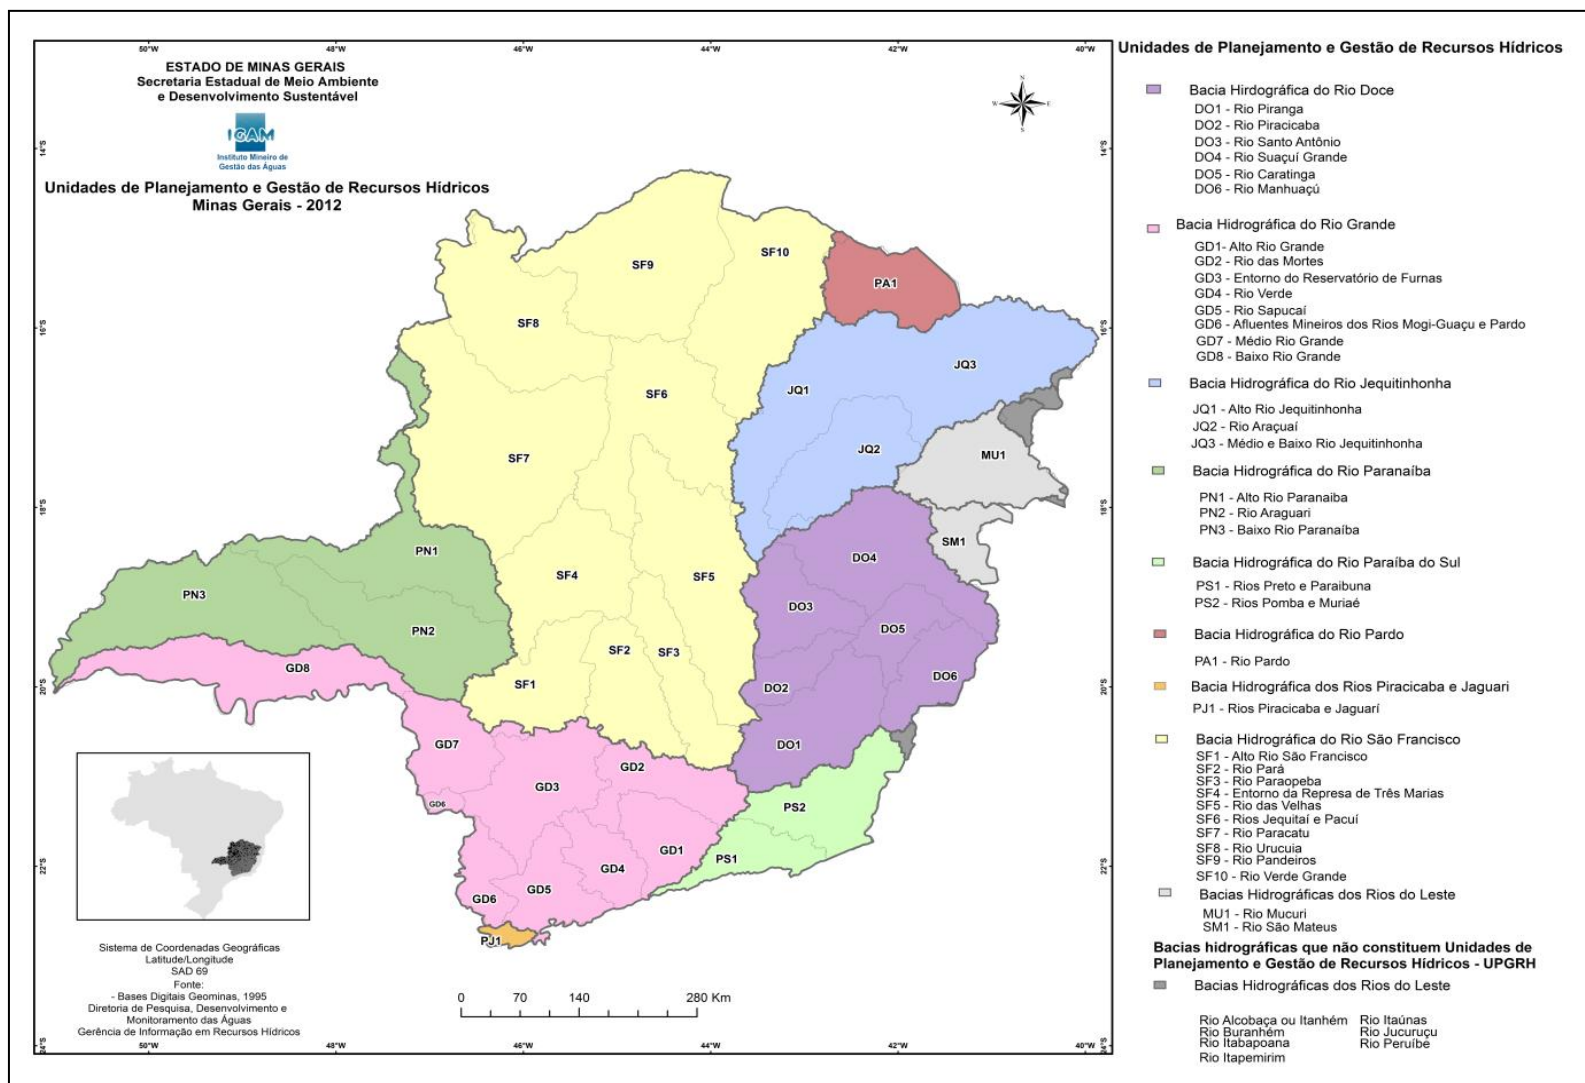 50°W 48°W 46°W 44°W 42°W 40°W
ESTADO DE MINAS GERAIS
Secretaria Estadual de Meio Ambiente
e Desenvolvimento Sustentável
IGAM
Instituto Mineiro de
Gestão das Águas
Unidades de Planejamento e Gestão de Recursos Hídricos
Minas Gerais - 2012
N
W E
S
14°S 14°S
16°S 16°S
18°S 18°S
20°S 20°S
22°S 22°S
24°S 24°S
SF10
SF9
PA1
SF8
JQ3
JQ1
SF6
JQ2
MU1
SF7
SM1
PN1
DO4
SF4
SF5
PN3
DO3
PN2
DO5
SF2
SF3
GD8
DO6
SF1
DO2
GD7
DO1
GD2
GD3
GD6
PS2
GD1
PS1
GD4
GD5
GD6
PJ1
Sistema de Coordenadas Geográficas
Latitude/Longitude
SAD 69
Fonte:
- Bases Digitais Geominas, 1995
Diretoria de Pesquisa, Desenvolvimento e
Monitoramento das Águas
Gerência de Informação em Recursos Hídricos
0 70 140 280 Km
50°W 48°W 46°W 44°W 42°W 40°W
Unidades de Planejamento e Gestão de Recursos Hídricos
Bacia Hirdográfica do Rio Doce
DO1 - Rio Piranga
DO2 - Rio Piracicaba
DO3 - Rio Santo Antônio
DO4 - Rio Suaçuí Grande
DO5 - Rio Caratinga
DO6 - Rio Manhuaçú
Bacia Hidrográfica do Rio Grande
GD1- Alto Rio Grande
GD2 - Rio das Mortes
GD3 - Entorno do Reservatório de Furnas
GD4 - Rio Verde
GD5 - Rio Sapucaí
GD6 - Afluentes Mineiros dos Rios Mogi-Guaçu e Pardo
GD7 - Médio Rio Grande
GD8 - Baixo Rio Grande
Bacia Hidrográfica do Rio Jequitinhonha
JQ1 - Alto Rio Jequitinhonha
JQ2 - Rio Araçuaí
JQ3 - Médio e Baixo Rio Jequitinhonha
Bacia Hidrográfica do Rio Paranaíba
PN1 - Alto Rio Paranaiba
PN2 - Rio Araguari
PN3 - Baixo Rio Paranaíba
Bacia Hidrográfica do Rio Paraíba do Sul
PS1 - Rios Preto e Paraibuna
PS2 - Rios Pomba e Muriaé
Bacia Hidrográfica do Rio Pardo
PA1 - Rio Pardo
Bacia Hidrográfica dos Rios Piracicaba e Jaguari
PJ1 - Rios Piracicaba e Jaguarí
Bacia Hidrográfica do Rio São Francisco
SF1 - Alto Rio São Francisco
SF2 - Rio Pará
SF3 - Rio Paraopeba
SF4 - Entorno da Represa de Três Marias
SF5 - Rio das Velhas
SF6 - Rios Jequitaí e Pacuí
SF7 - Rio Paracatu
SF8 - Rio Urucuia
SF9 - Rio Pandeiros
SF10 - Rio Verde Grande
Bacias Hidrográficas dos Rios do Leste
MU1 - Rio Mucuri
SM1 - Rio São Mateus
Bacias hidrográficas que não constituem Unidades de
Planejamento e Gestão de Recursos Hídricos - UPGRH
Bacias Hidrográficas dos Rios do Leste
Rio Alcobaça ou Itanhém Rio Itaúnas
Rio Buranhém Rio Jucuruçu
Rio Itabapoana Rio Peruíbe
Rio Itapemirim